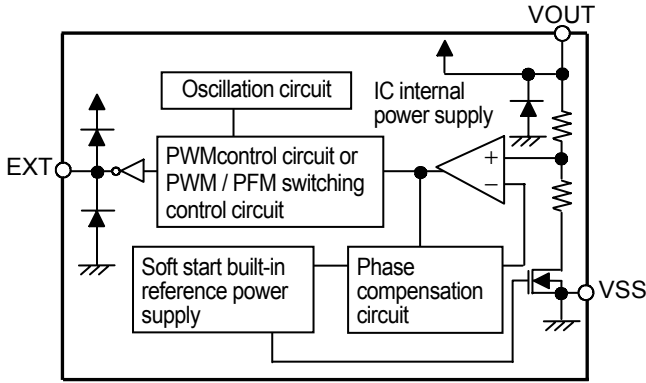 VOUT
Oscillation circuit
IC internal
power supply
EXT
PWMcontrol circuit or
PWM / PFM switching
control circuit
+
−
Soft start built-in
reference power
supply
Phase
compensation
circuit
VSS